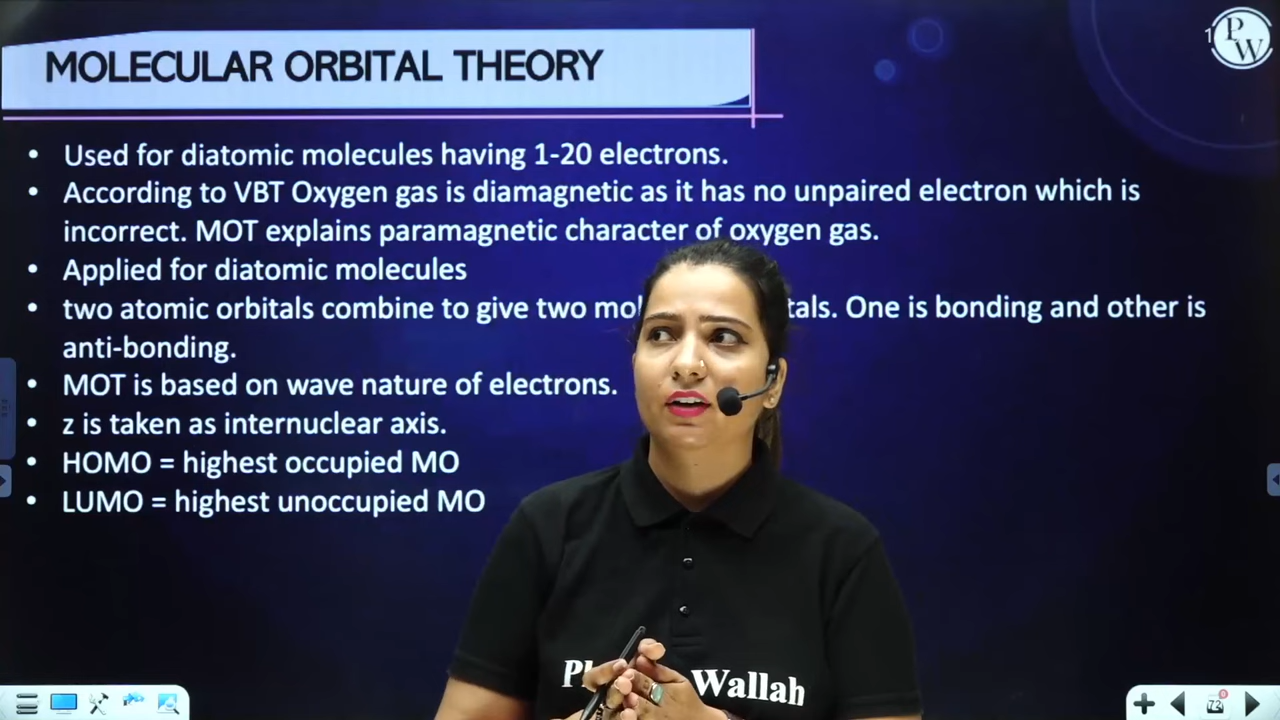 MOLECULAR ORBITAL THEORY
P
W
1
• Used for diatomic molecules having 1-20 electrons.
• According to VBT Oxygen gas is diamagnetic as it has no unpaired electron which is
incorrect. MOT explains paramagnetic character of oxygen gas.
• Applied for diatomic molecules
• two atomic orbitals combine to give two mol tals. One is bonding and other is
anti-bonding.
• MOT is based on wave nature of electrons.
• z is taken as internuclear axis.
• HOMO = highest occupied MO
• LUMO = highest unoccupied MO
Wallah
72